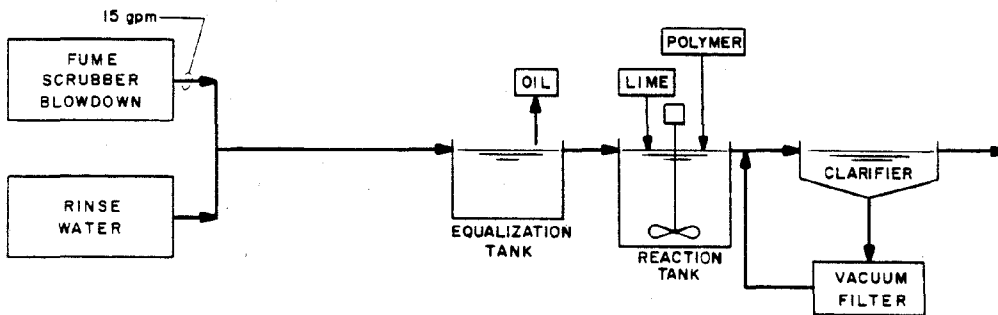 15 gpm
FUME
SCRUBBER
BLOWDOWN
RINSE
WATER
OIL
EQUALIZATION
TANK
LIME
POLYMER
REACTION
TANK
CLARIFIER
VACUUM
FILTER